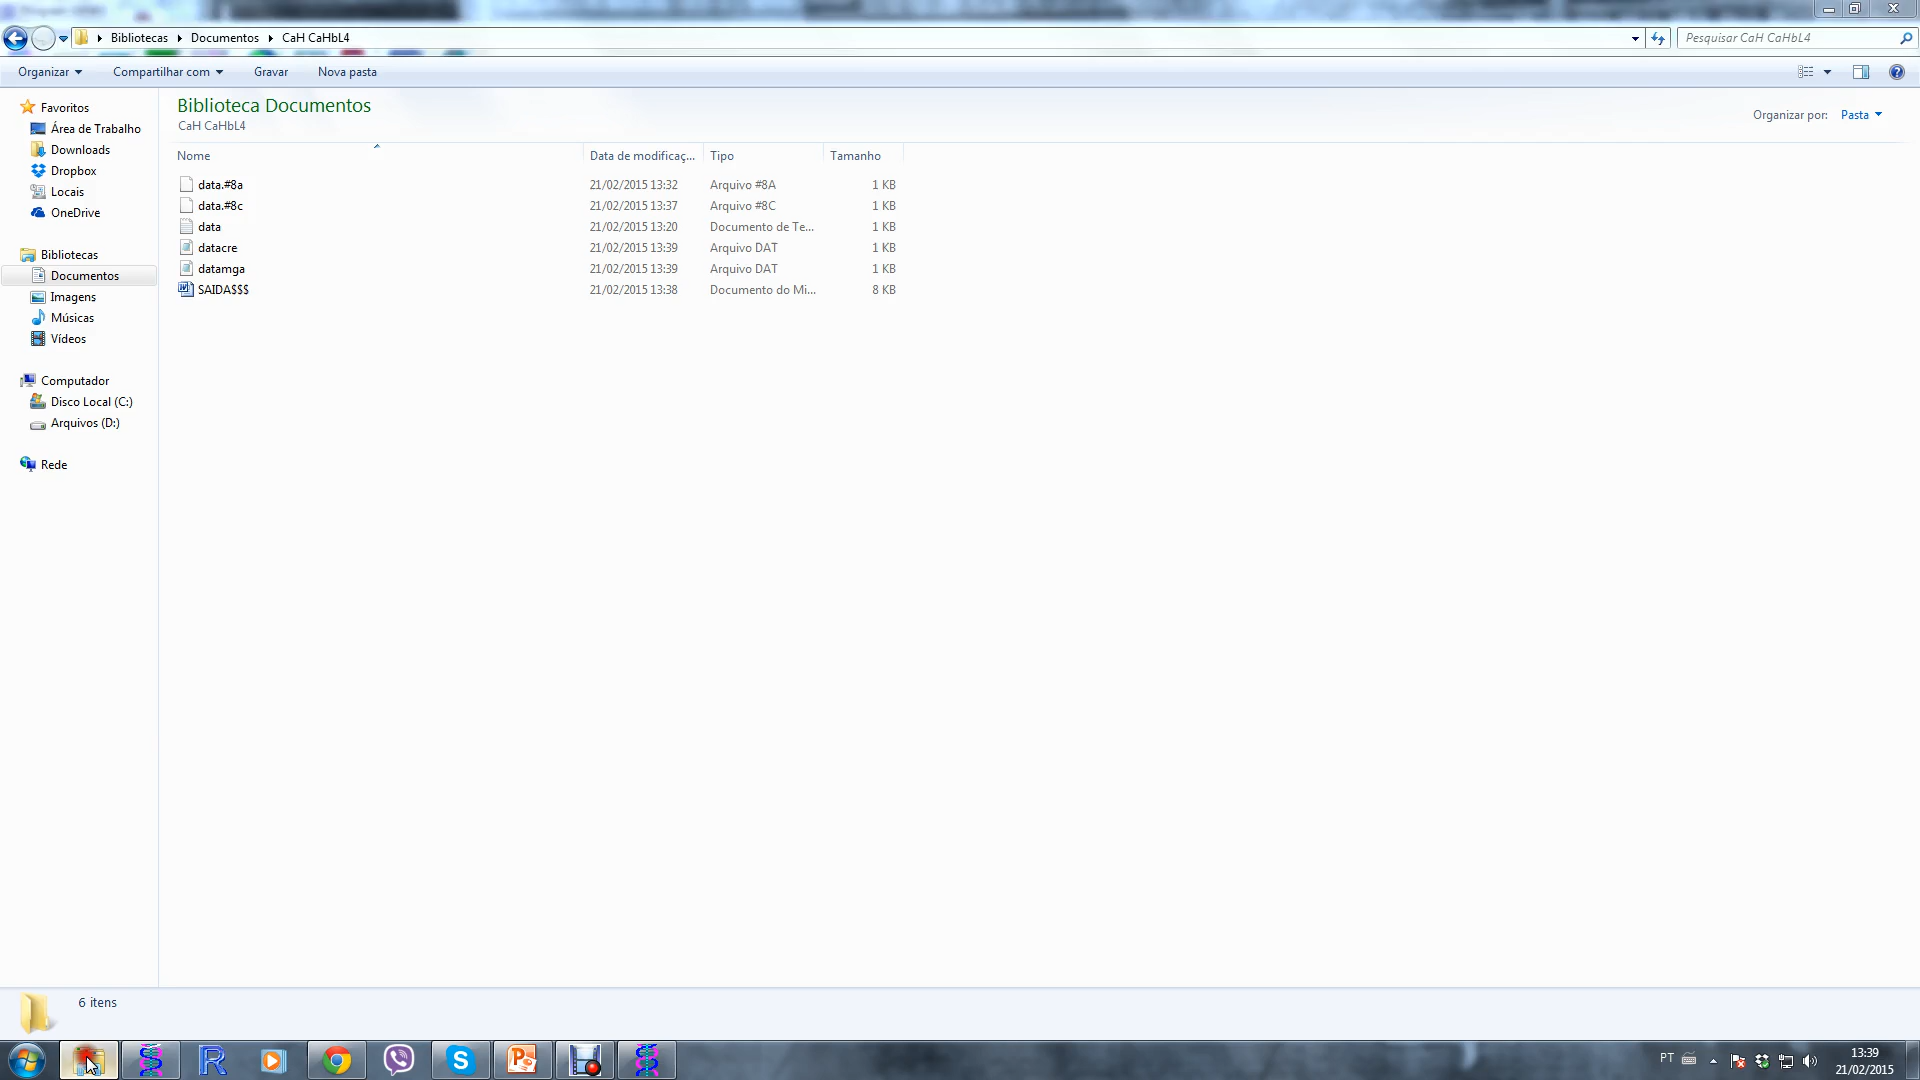 Bibliotecas Documentos CaH CaHbL4 Pesquisar CaH CaHbL4
Organizar Compartilhar com Gravar Nova pasta
Favoritos
Área de Trabalho
Downloads
Dropbox
Locais
OneDrive
Bibliotecas
Documentos
Imagens
Músicas
Vídeos
Computador
Disco Local (C:)
Arquivos (D:)
Rede
Biblioteca Documentos
CaH CaHbL4
Organizar por: Pasta
Nome Data de modificaç... Tipo Tamanho
data.#8a 21/02/2015 13:32 Arquivo #8A 1 KB
data.#8c 21/02/2015 13:37 Arquivo #8C 1 KB
data 21/02/2015 13:20 Documento de Te... 1 KB
datacre 21/02/2015 13:39 Arquivo DAT 1 KB
datamga 21/02/2015 13:39 Arquivo DAT 1 KB
SAIDA$$$ 21/02/2015 13:38 Documento do Mi... 8 KB
6 itens
PT 13:39
21/02/2015